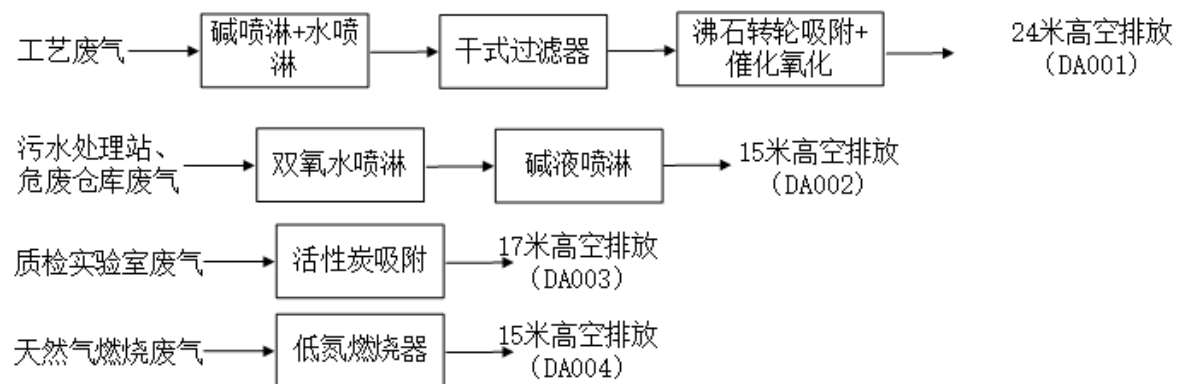 工艺废气
碱喷淋+水喷
淋
干式过滤器
沸石转轮吸附+
催化氧化
24米高空排放
(DA001)
污水处理站、
危废仓库废气
双氧水喷淋
碱液喷淋
15米高空排放
(DA002)
质检实验室废气
活性炭吸附
17米高空排放
(DA003)
天然气燃烧废气
低氮燃烧器
15米高空排放
(DA004)